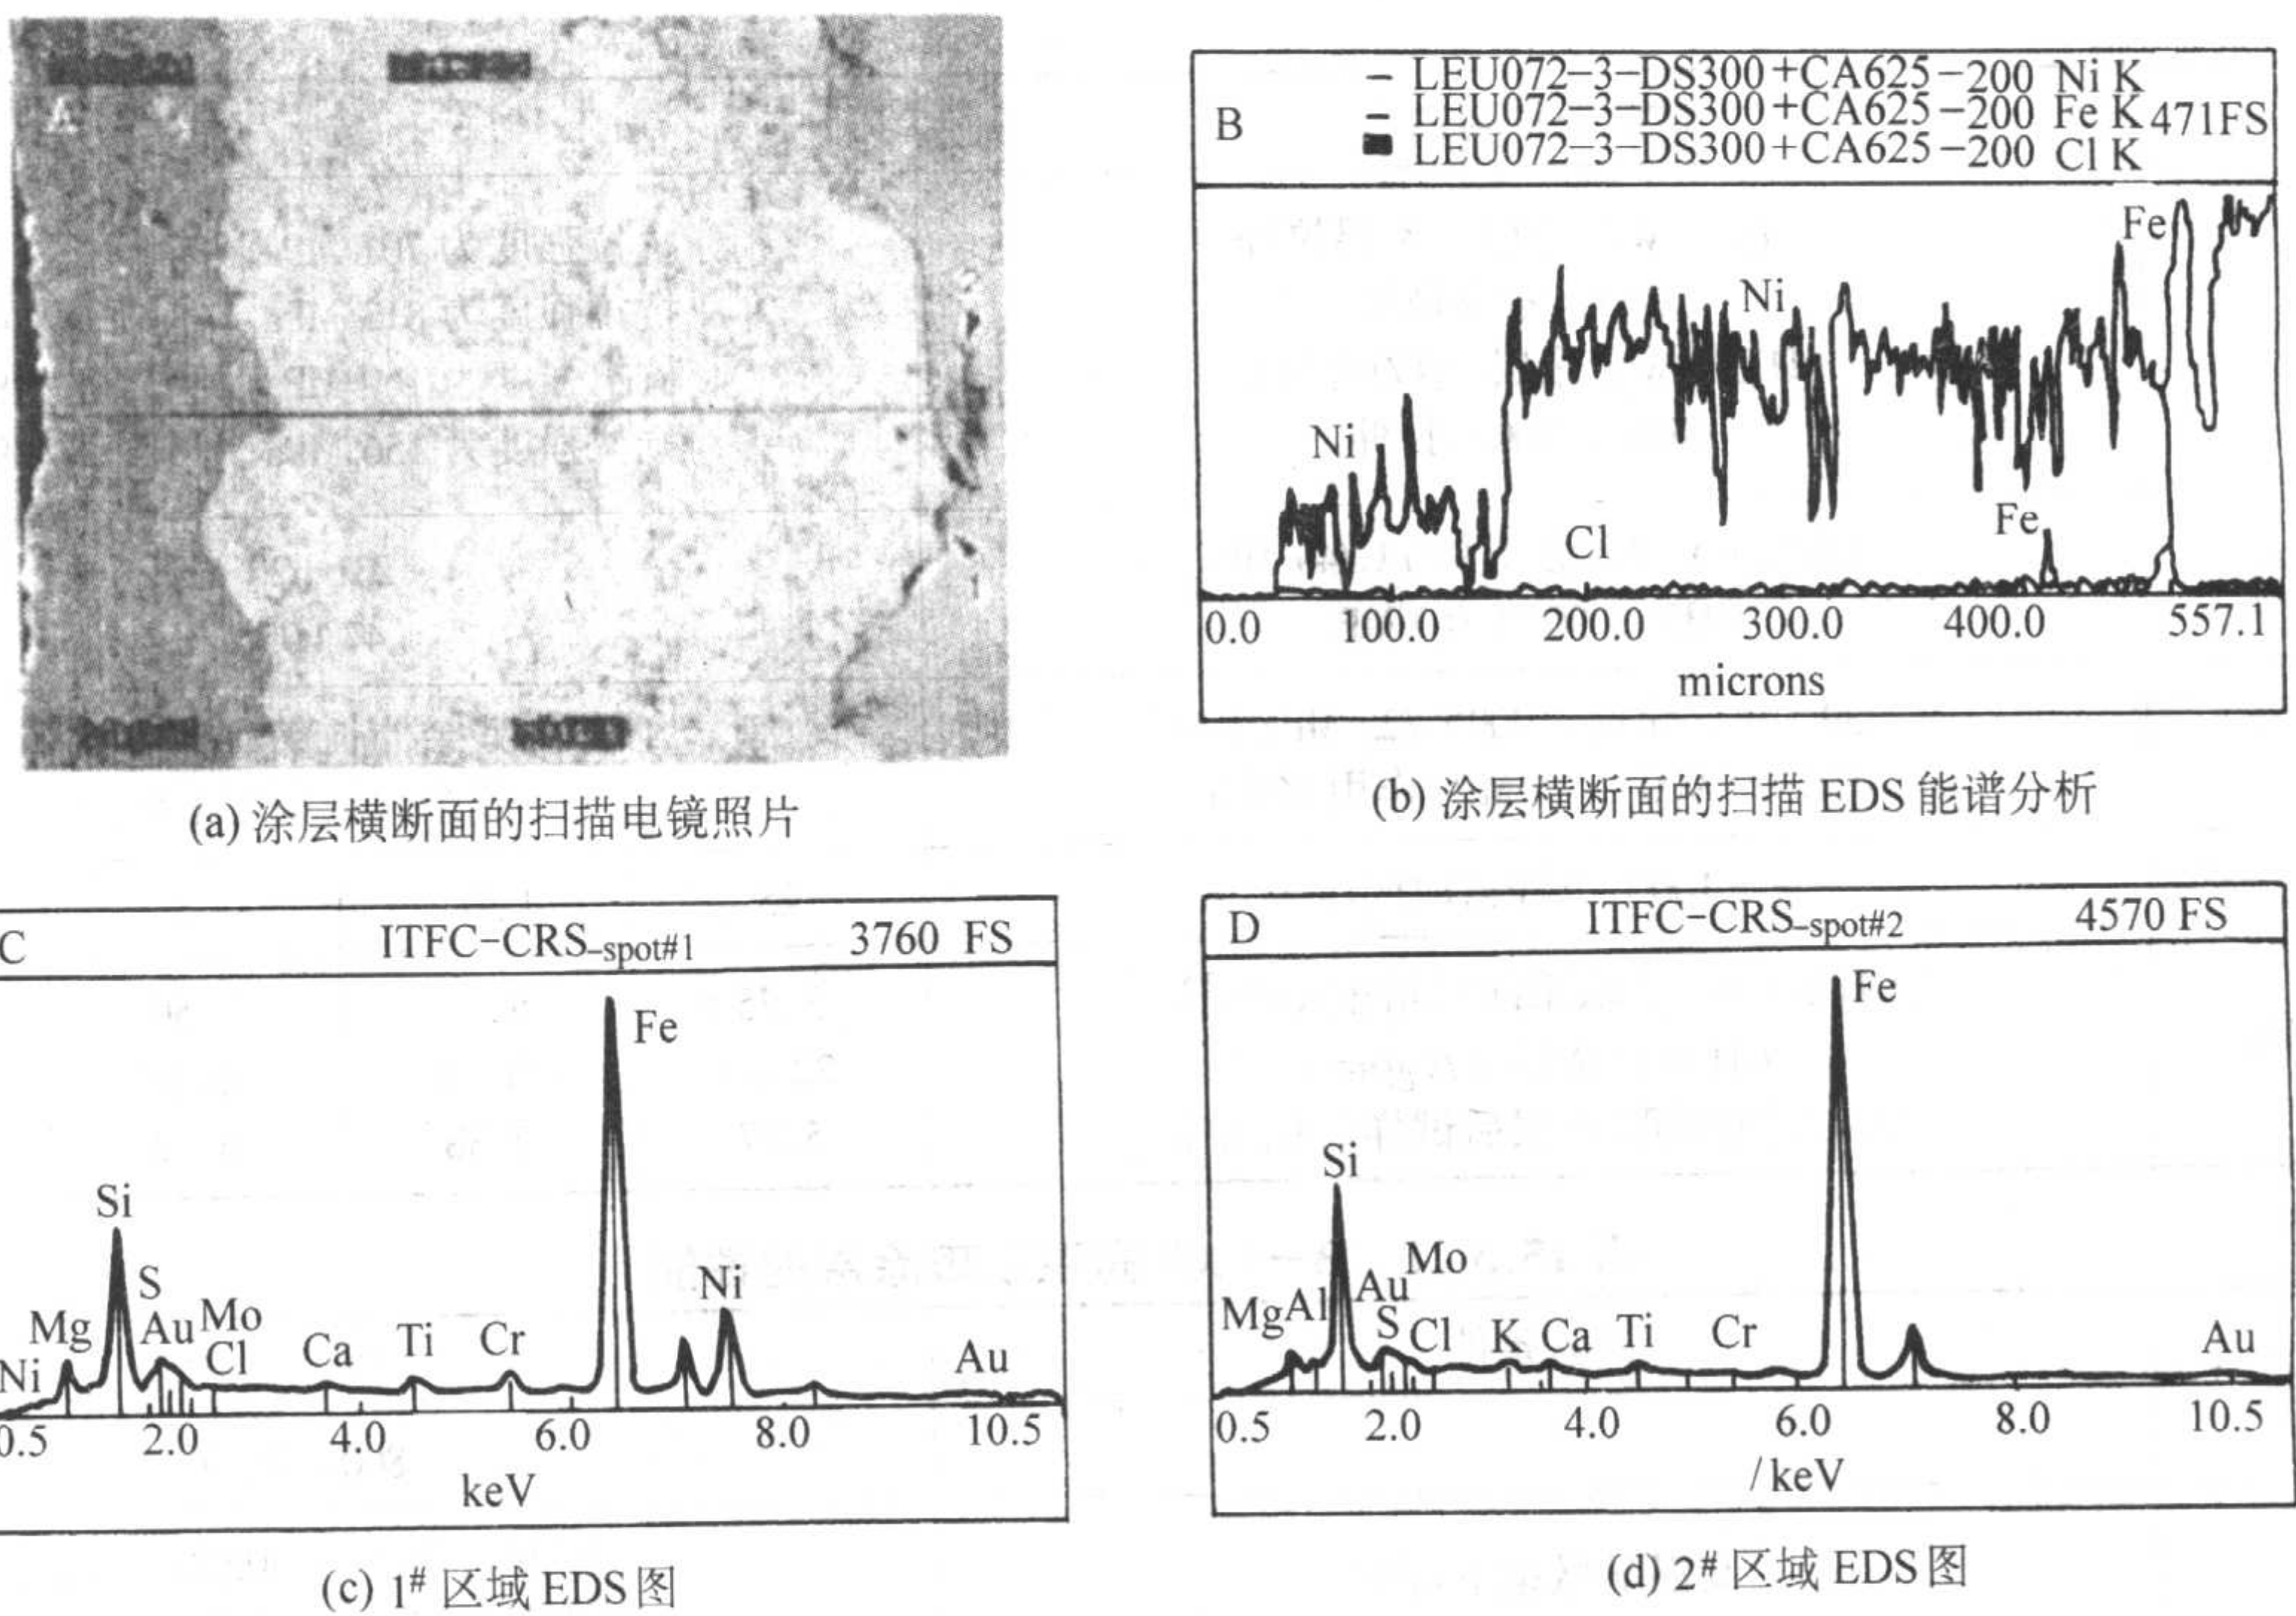 A
2
1
(a) 涂层横断面的扫描电镜照片
B
LEU072-3-DS300+CA625-200 Ni K
LEU072-3-DS300+CA625-200 Fe K
LEU072-3-DS300+CA625-200 Cl K
471FS
Fe
Ni
Ni
Fe
Cl
0.0 100.0 200.0 300.0 400.0 557.1
microns
(b) 涂层横断面的扫描 EDS 能谱分析
C ITFC-CRS-spot#1 3760 FS
Fe
Si
S
Ni
Mg Au Mo
Ni Cl Ca Ti Cr Au
0.5 2.0 4.0 6.0 8.0 10.5
keV
(c) 1# 区域 EDS 图
D ITFC-CRS-spot#2 4570 FS
Fe
Si
Mo
Au
Mg Al S Cl K Ca Ti Cr Au
0.5 2.0 4.0 6.0 8.0 10.5
/keV
(d) 2# 区域 EDS 图